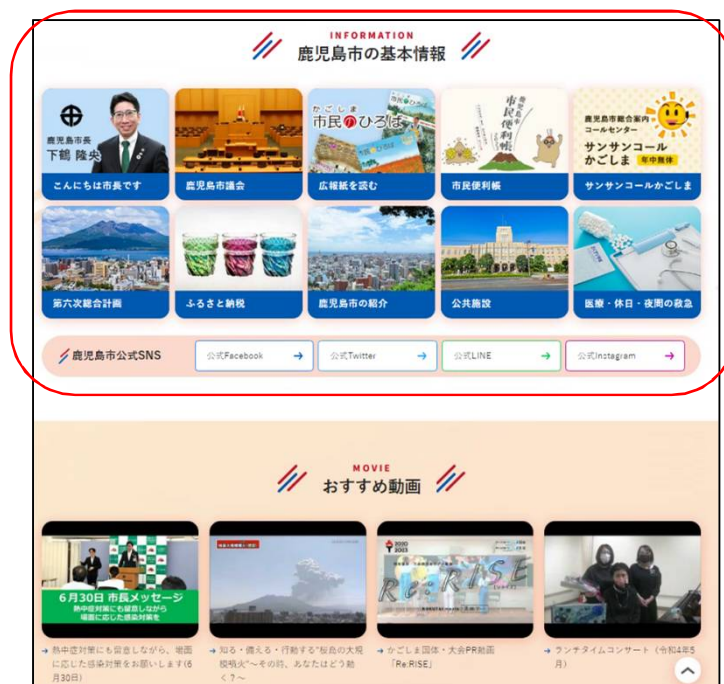 INFORMATION
鹿児島市の基本情報
鹿児島市長
下鶴 隆央
こんにちは市長です
鹿児島市議会
かごしま
市民のひろば
広報紙を読む
市民便利帳
市民便利帳
鹿児島市総合案内
コールセンター
サンサンコール
かごしま 年中無休
サンサンコールかごしま
第六次総合計画
ふるさと納税
鹿児島市の紹介
公共施設
医療・休日・夜間の救急
鹿児島市公式SNS
公式Facebook
公式Twitter
公式LINE
公式Instagram
MOVIE
おすすめ動画
6月30日 市長メッセージ
熱中症対策にも留意しながら
場面に応じた感染対策を
熱中症対策にも留意しながら、場面
に応じた感染対策をお願いします(6
月30日)
知る・備える・行動する"桜島の大規
模噴火"~その時、あなたはどう動
く?~
2020
2023
Re:RISE
かごしま国体・大会PR動画
「Re:RISE」
ランチタイムコンサート(令和4年5
月)